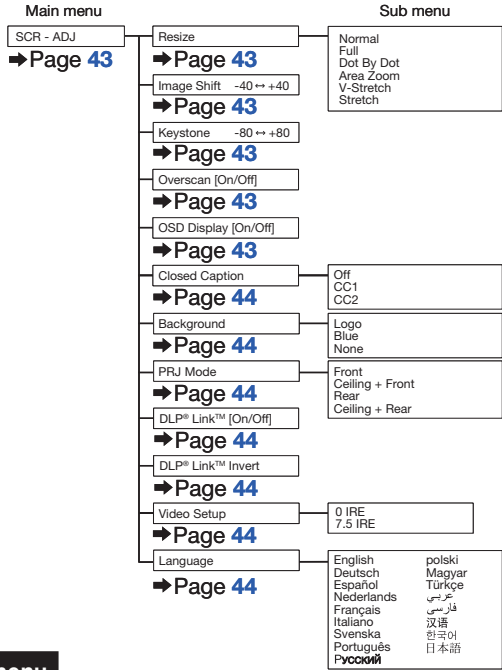 Main menu
Sub menu
SCR - ADJ
➡Page 43
Resize
➡Page 43
Normal
Full
Dot By Dot
Area Zoom
V-Stretch
Stretch
Image Shift -40 ↔ +40
➡Page 43
Keystone -80 ↔ +80
➡Page 43
Overscan [On/Off]
➡Page 43
OSD Display [On/Off]
➡Page 43
Closed Caption
➡Page 44
Off
CC1
CC2
Background
➡Page 44
Logo
Blue
None
PRJ Mode
➡Page 44
Front
Ceiling + Front
Rear
Ceiling + Rear
DLP® Link™ [On/Off]
➡Page 44
DLP® Link™ Invert
➡Page 44
Video Setup
➡Page 44
0 IRE
7.5 IRE
Language
➡Page 44
English
Deutsch
Español
Nederlands
Français
Italiano
Svenska
Português
Русский
polski
Magyar
Türkçe
عربي
فارسی
汉语
한국어
日本語
menu